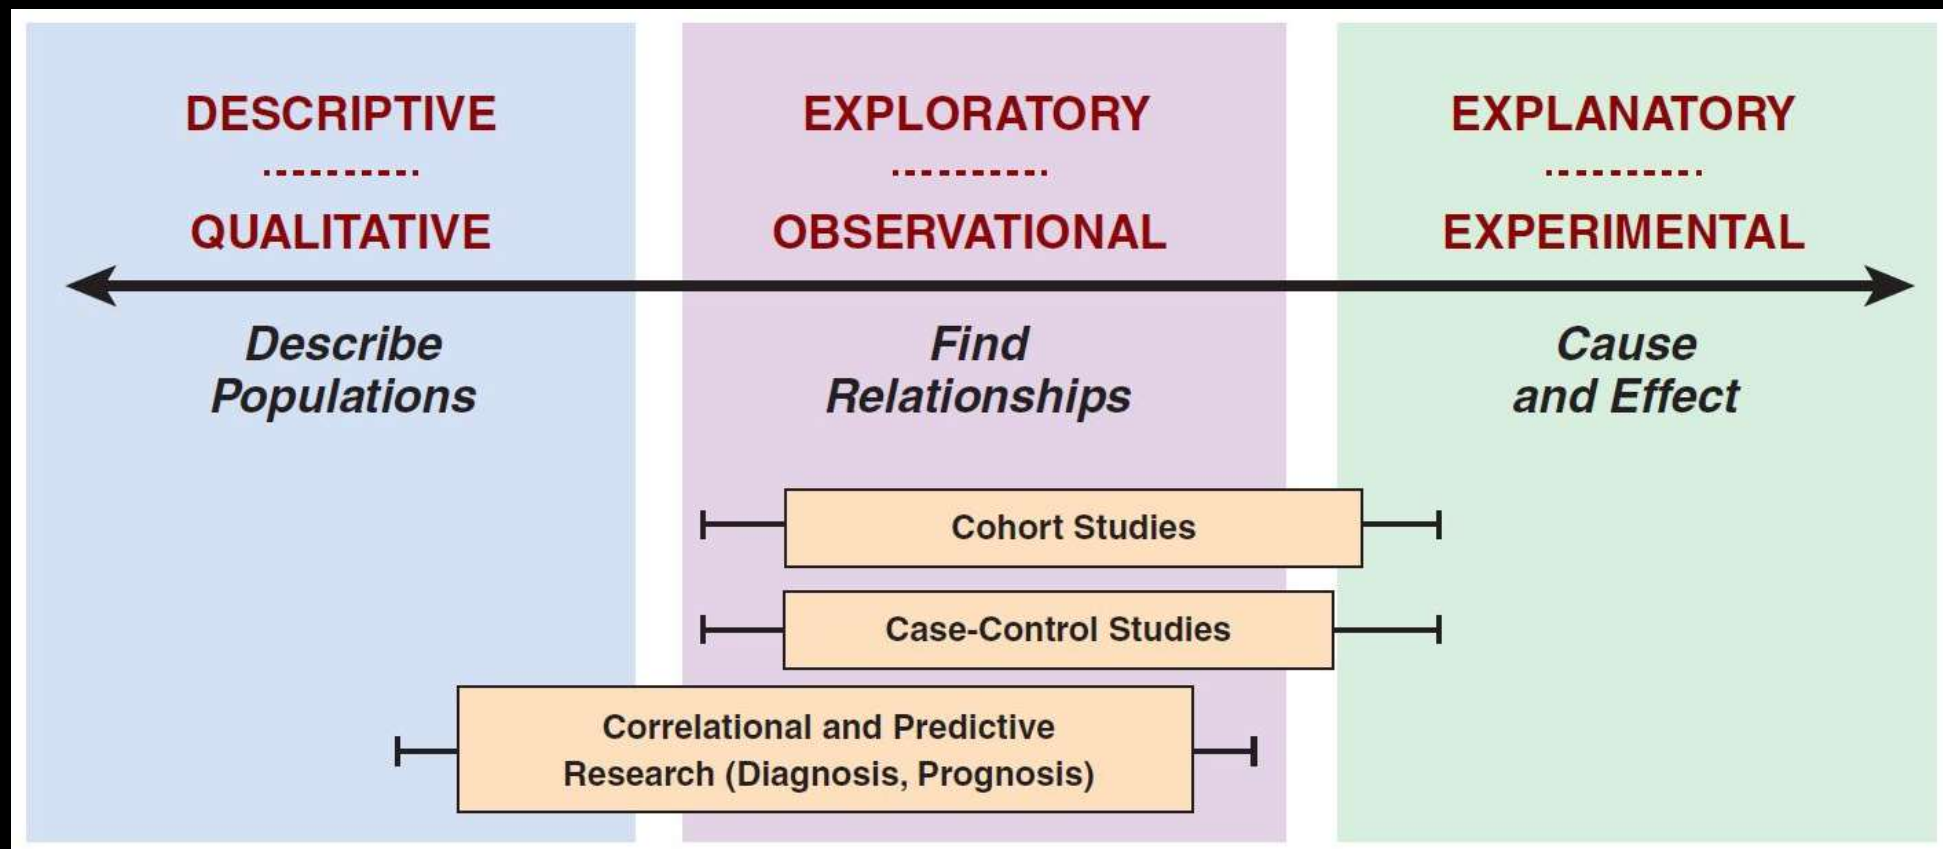 DESCRIPTIVE
QUALITATIVE
Describe
Populations
EXPLORATORY
OBSERVATIONAL
Find
Relationships
EXPLANATORY
EXPERIMENTAL
Cause
and Effect
Cohort Studies
Case-Control Studies
Correlational and Predictive
Research (Diagnosis, Prognosis)